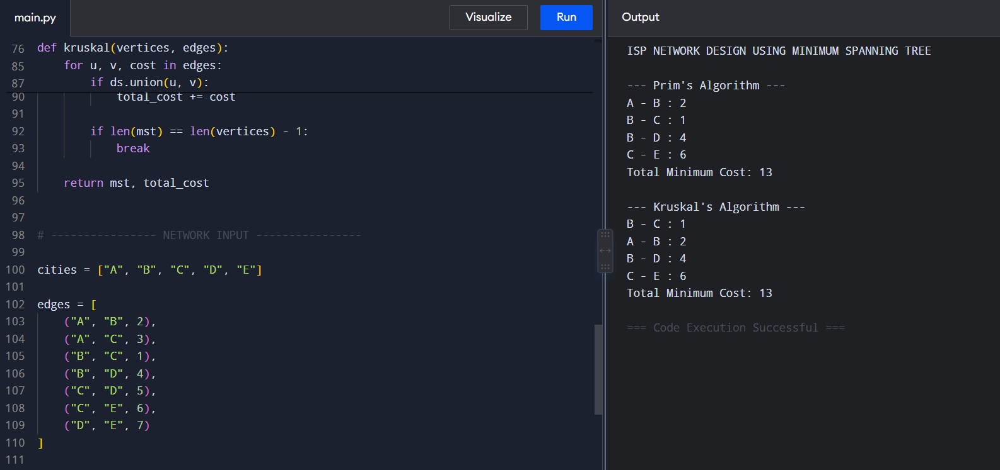 main.py
Visualize
Run
Output
76 def kruskal(vertices, edges):
85 for u, v, cost in edges:
87 if ds.union(u, v):
90 total_cost += cost
91
92 if len(mst) == len(vertices) - 1:
93 break
94
95 return mst, total_cost
96
97
98 # ---------------- NETWORK INPUT ----------------
99
100 cities = ["A", "B", "C", "D", "E"]
101
102 edges = [
103 ("A", "B", 2),
104 ("A", "C", 3),
105 ("B", "C", 1),
106 ("B", "D", 4),
107 ("C", "D", 5),
108 ("C", "E", 6),
109 ("D", "E", 7)
110 ]
111
ISP NETWORK DESIGN USING MINIMUM SPANNING TREE
--- Prim's Algorithm ---
A - B : 2
B - C : 1
B - D : 4
C - E : 6
Total Minimum Cost: 13
--- Kruskal's Algorithm ---
B - C : 1
A - B : 2
B - D : 4
C - E : 6
Total Minimum Cost: 13
=== Code Execution Successful ===